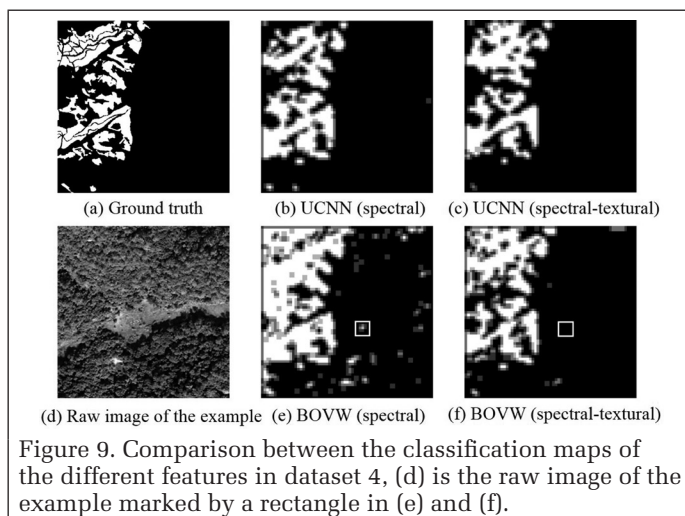 (a) Ground truth
(b) UCNN (spectral)
(c) UCNN (spectral-textural)
(d) Raw image of the example
(e) BOVW (spectral)
(f) BOVW (spectral-textural)
Figure 9. Comparison between the classification maps of
the different features in dataset 4, (d) is the raw image of the
example marked by a rectangle in (e) and (f).